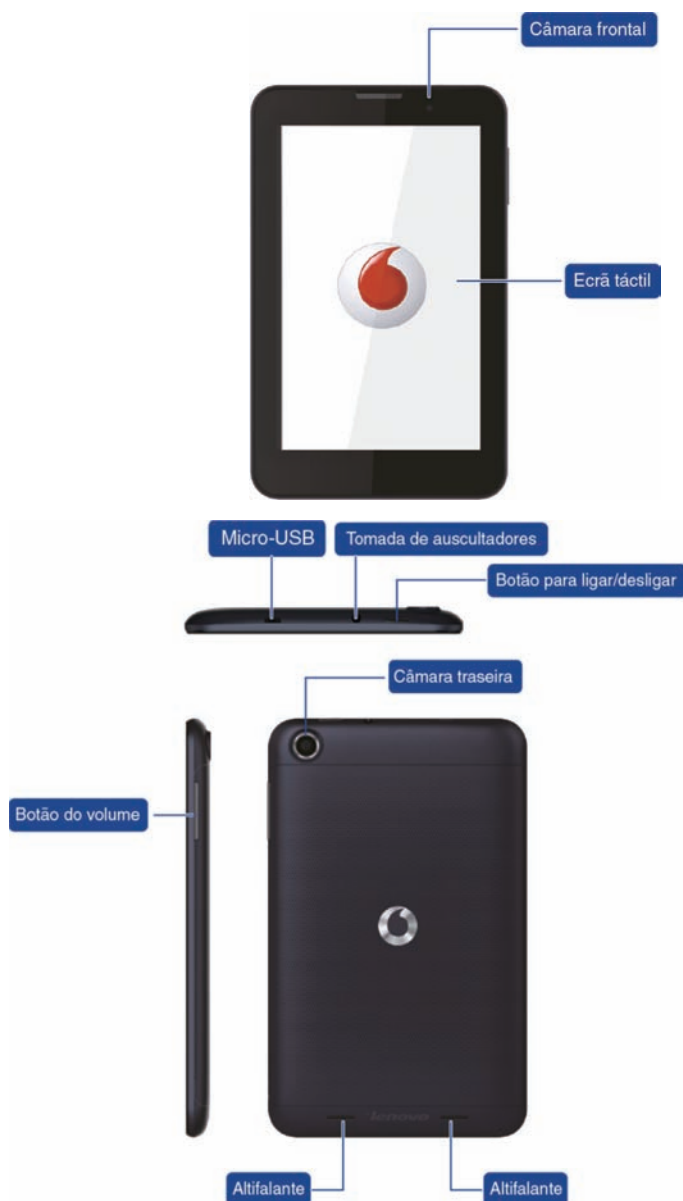 Câmara frontal
Ecrã táctil
Micro-USB
Tomada de auscultadores
Botão para ligar/desligar
Câmara traseira
Botão do volume
lenovo
Altifalante
Altifalante